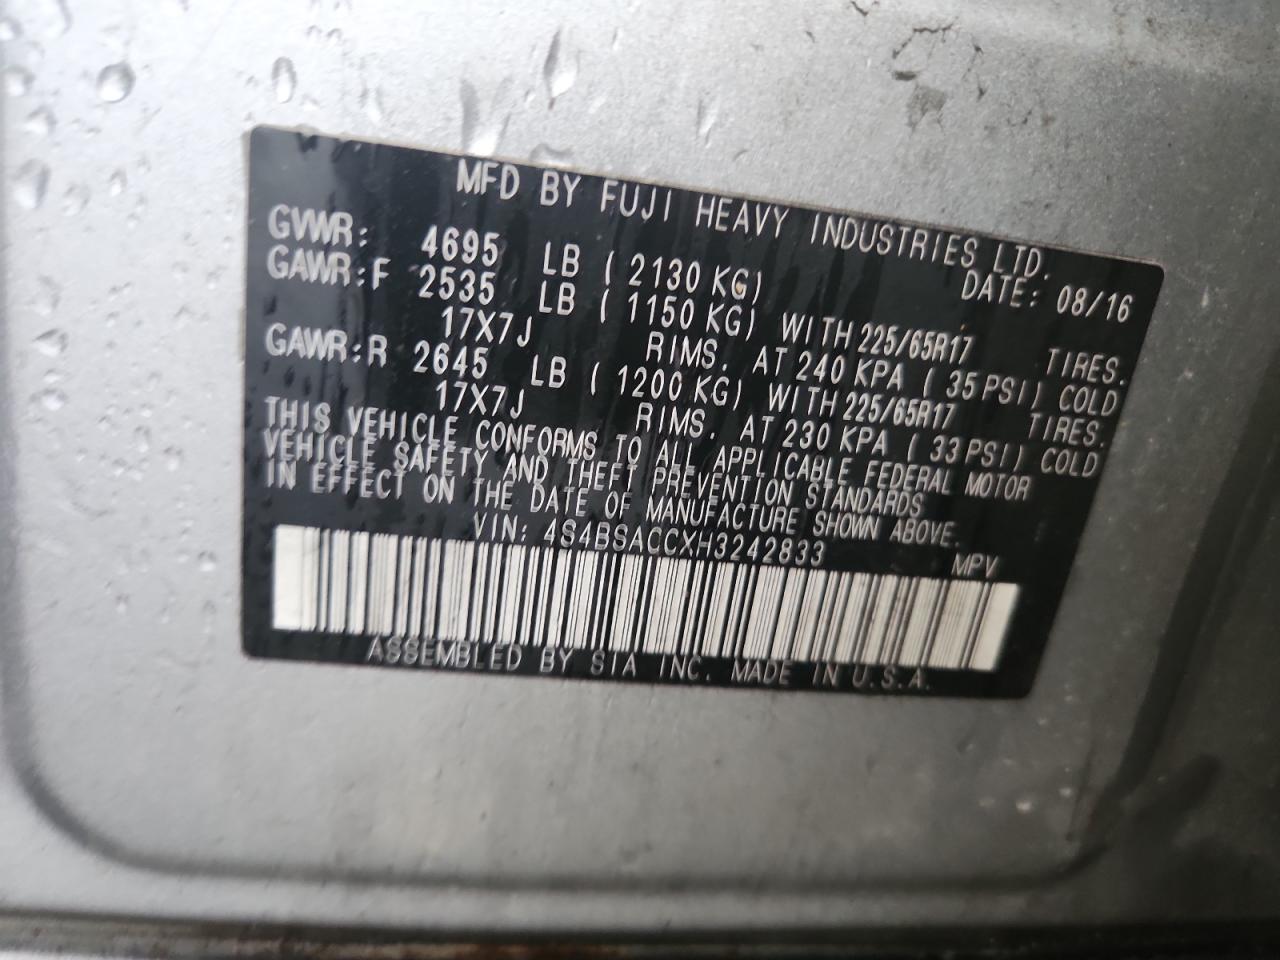 MFD BY FUJI HEAVY INDUSTRIES LTD.
GVWR: 4695 LB ( 2130 KG) DATE: 08/16
GAWR:F 2535 LB ( 1150 KG) WITH 225/65R17 TIRES.
17X7J RIMS. AT 240 KPA ( 35 PSI) COLD
GAWR:R 2645 LB ( 1200 KG) WITH 225/65R17 TIRES.
17X7J RIMS. AT 230 KPA ( 33 PSI) COLD
THIS VEHICLE CONFORMS TO ALL APPLICABLE FEDERAL MOTOR
VEHICLE SAFETY AND THEFT PREVENTION STANDARDS
IN EFFECT ON THE DATE OF MANUFACTURE SHOWN ABOVE.
VIN: 4S4BSACCXH3242833 MPV
ASSEMBLED BY SIA INC. MADE IN U.S.A.